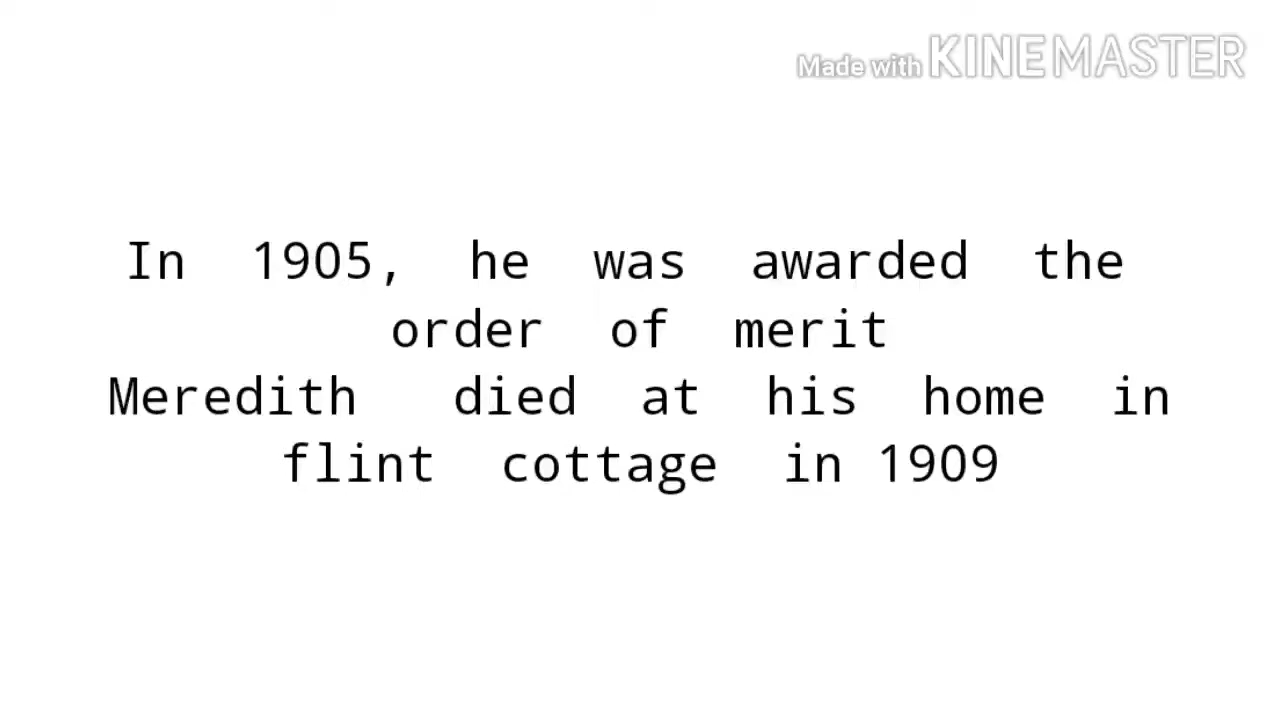 Made with KINEMASTER
In 1905, he was awarded the
order of merit
Meredith died at his home in
flint cottage in 1909